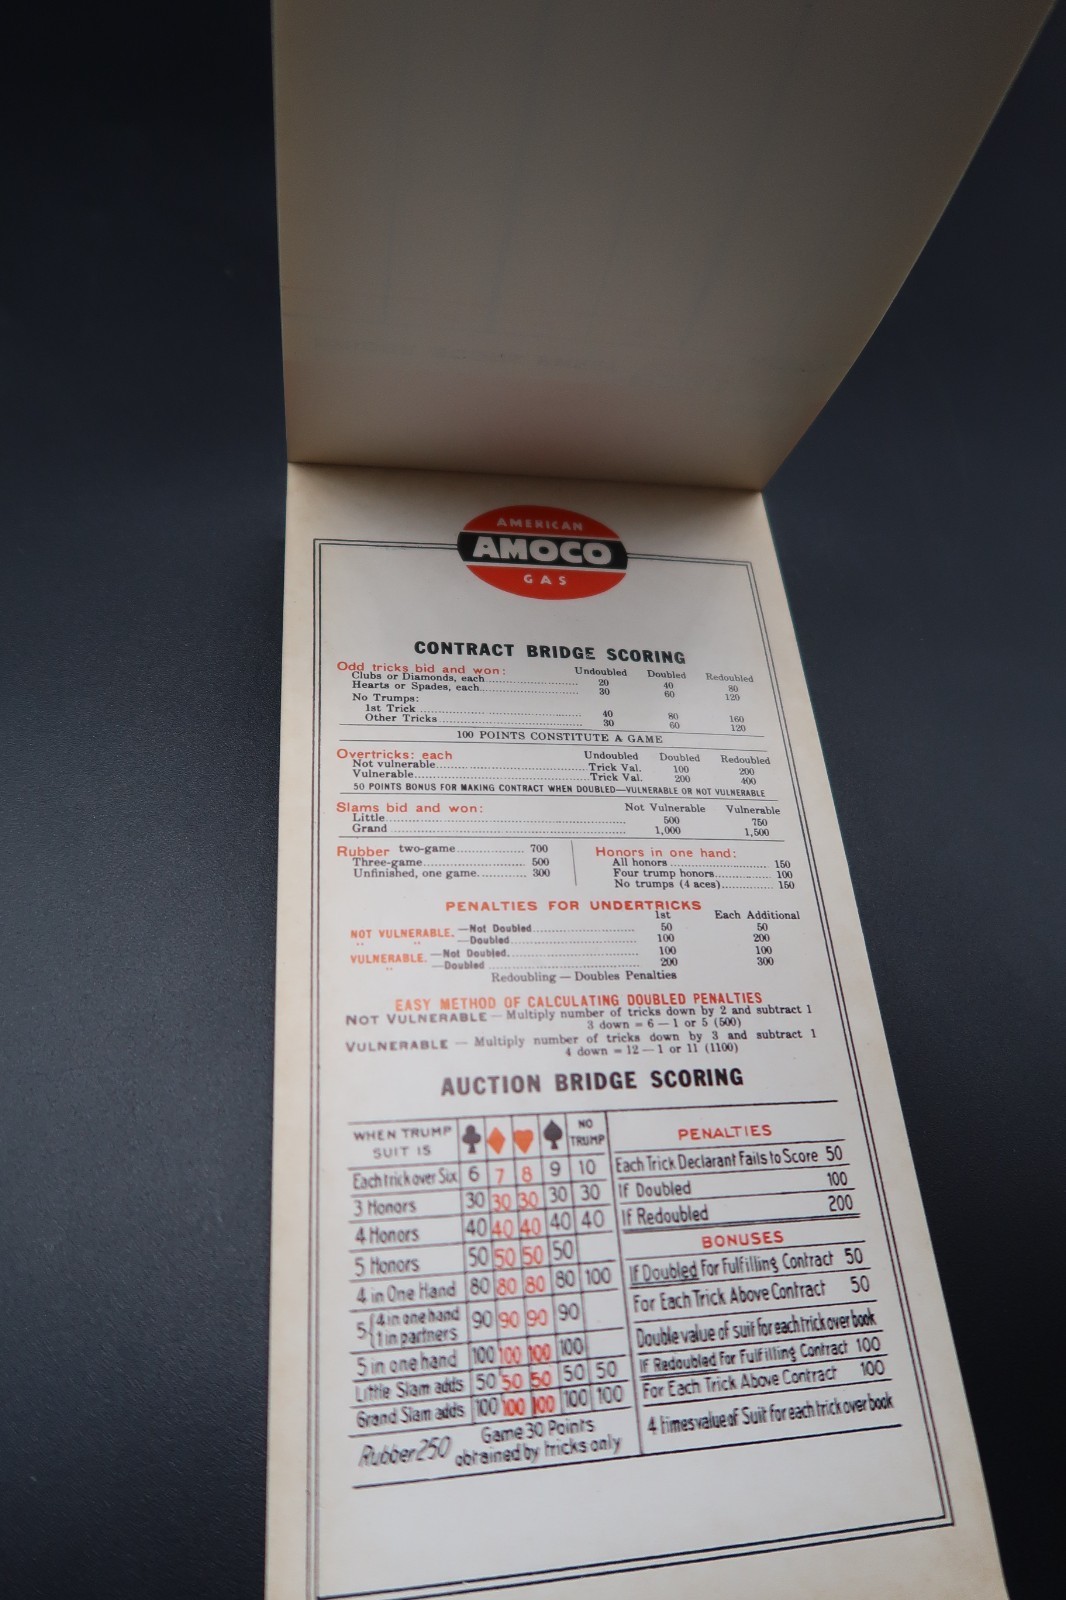 AMERICAN
AMOCO
GAS
CONTRACT BRIDGE SCORING
Odd tricks bid and won: Undoubled Doubled Redoubled
Clubs or Diamonds, each 20 40 80
Hearts or Spades, each 30 60 120
No Trumps:
1st Trick 40 80 160
Other Tricks 30 60 120
100 POINTS CONSTITUTE A GAME
Overtricks: each Undoubled Doubled Redoubled
Not vulnerable Trick Val. 100 200
Vulnerable Trick Val. 200 400
50 POINTS BONUS FOR MAKING CONTRACT WHEN DOUBLED—VULNERABLE OR NOT VULNERABLE
Slams bid and won: Not Vulnerable Vulnerable
Little 500 750
Grand 1,000 1,500
Rubber two-game 700
Three-game 500
Unfinished, one game 300
Honors in one hand:
All honors 150
Four trump honors 100
No trumps (4 aces) 150
PENALTIES FOR UNDERTRICKS
1st Each Additional
NOT VULNERABLE. —Not Doubled 50 50
" " —Doubled 100 200
VULNERABLE. —Not Doubled. 100 100
" —Doubled 200 300
Redoubling — Doubles Penalties
EASY METHOD OF CALCULATING DOUBLED PENALTIES
NOT VULNERABLE — Multiply number of tricks down by 2 and subtract 1
3 down = 6 — 1 or 5 (500)
VULNERABLE — Multiply number of tricks down by 3 and subtract 1
4 down = 12 — 1 or 11 (1100)
AUCTION BRIDGE SCORING
WHEN TRUMP SUIT IS ♣ ♦ ♥ ♠ NO TRUMP
Each trick over Six 6 7 8 9 10
3 Honors 30 30 30 30 30
4 Honors 40 40 40 40 40
5 Honors 50 50 50 50
4 in One Hand 80 80 80 80 100
5 { 4 in one hand 1 in partners 90 90 90 90
5 in one hand 100 100 100 100
Little Slam adds 50 50 50 50 50
Grand Slam adds 100 100 100 100 100
Rubber 250 Game 30 Points
obtained by tricks only
PENALTIES
Each Trick Declarant Fails to Score 50
If Doubled 100
If Redoubled 200
BONUSES
If Doubled For Fulfilling Contract 50
For Each Trick Above Contract 50
Double value of suit for each trick over book
If Redoubled For Fulfilling Contract 100
For Each Trick Above Contract 100
4 times value of Suit for each trick over book